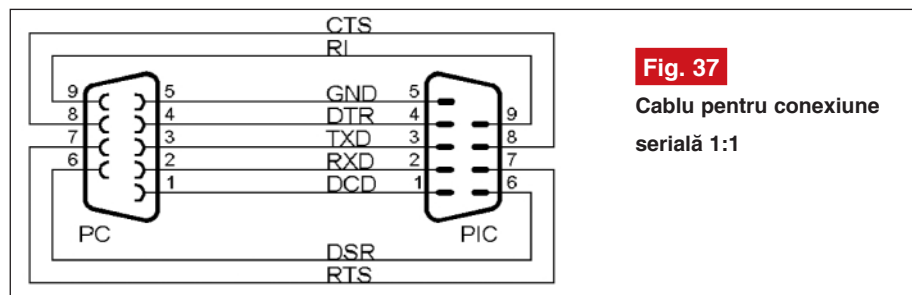 CTS
RI
9 5 GND 5
8 4 DTR 4 9
7 3 TXD 3 8
6 2 RXD 2 7
1 DCD 1 6
PC PIC
DSR
RTS
Fig. 37
Cablu pentru conexiune
serială 1:1